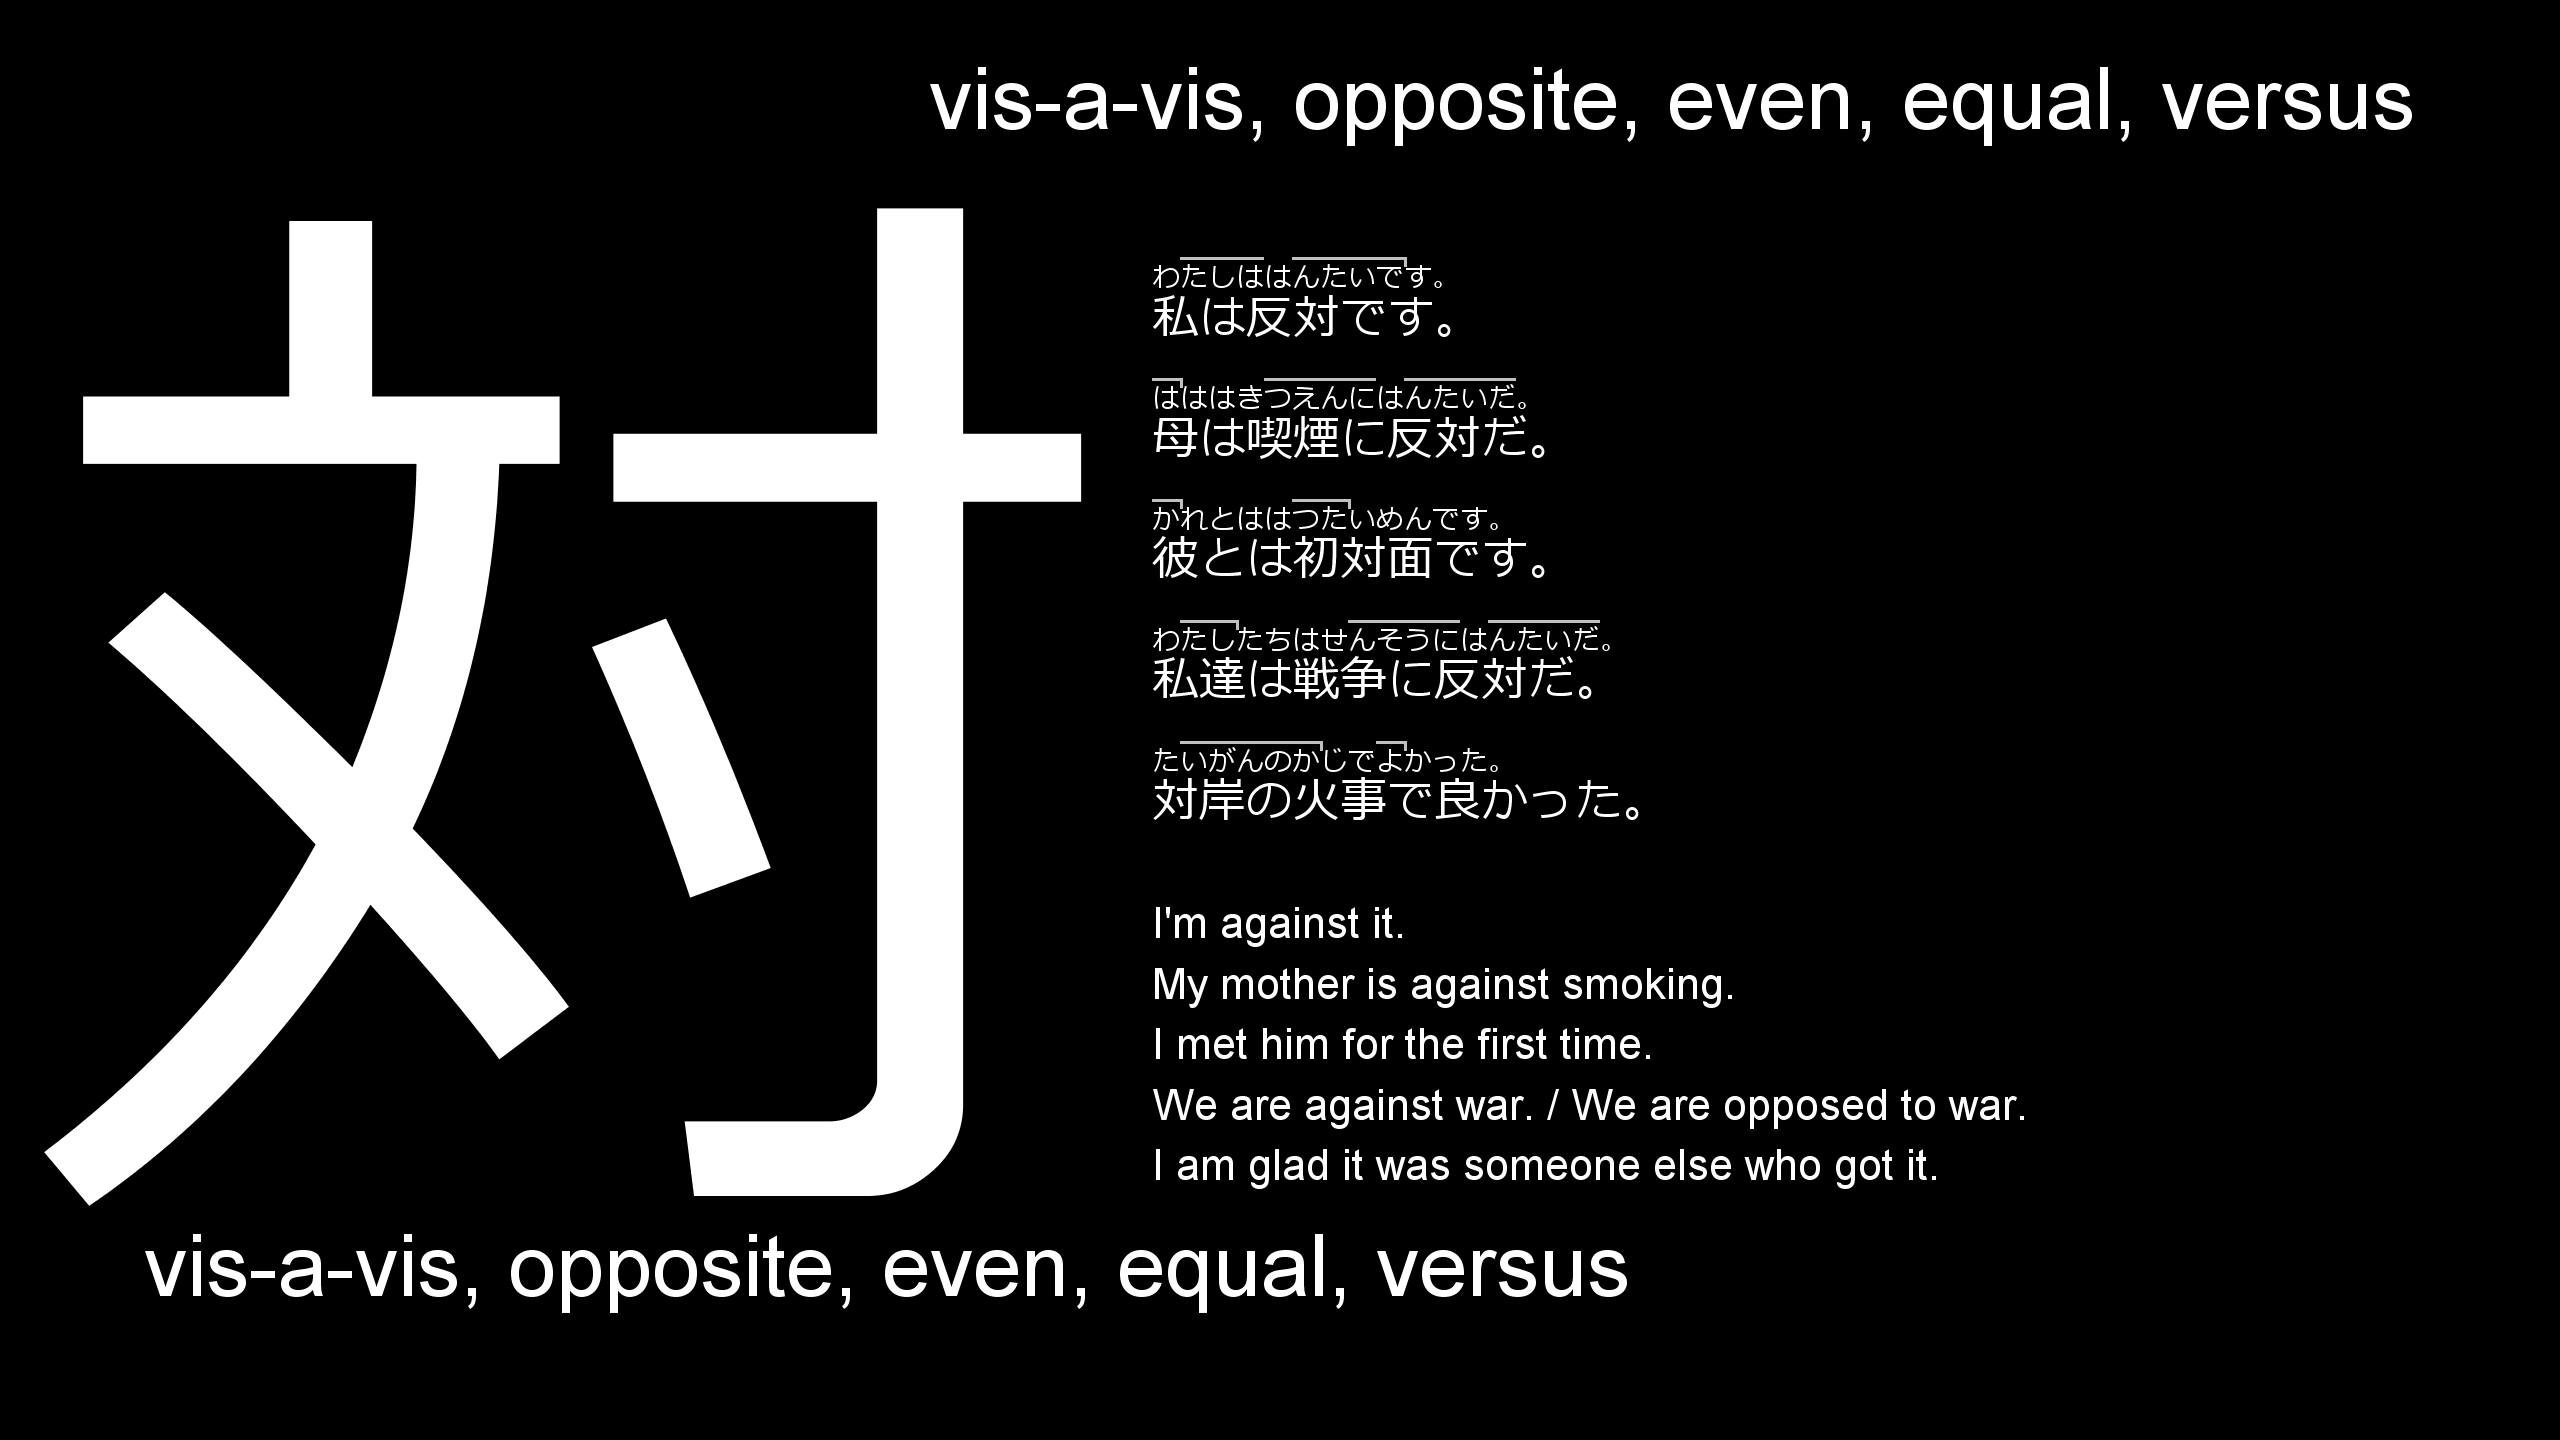 vis-a-vis, opposite, even, equal, versus
対
わたしははんたいです。
私は反対です。
はははきつえんにはんたいだ。
母は喫煙に反対だ。
かれとははつたいめんです。
彼とは初対面です。
わたしたちはせんそうにはんたいだ。
私達は戦争に反対だ。
たいがんのかじでよかった。
対岸の火事で良かった。
I'm against it.
My mother is against smoking.
I met him for the first time.
We are against war. / We are opposed to war.
I am glad it was someone else who got it.
vis-a-vis, opposite, even, equal, versus